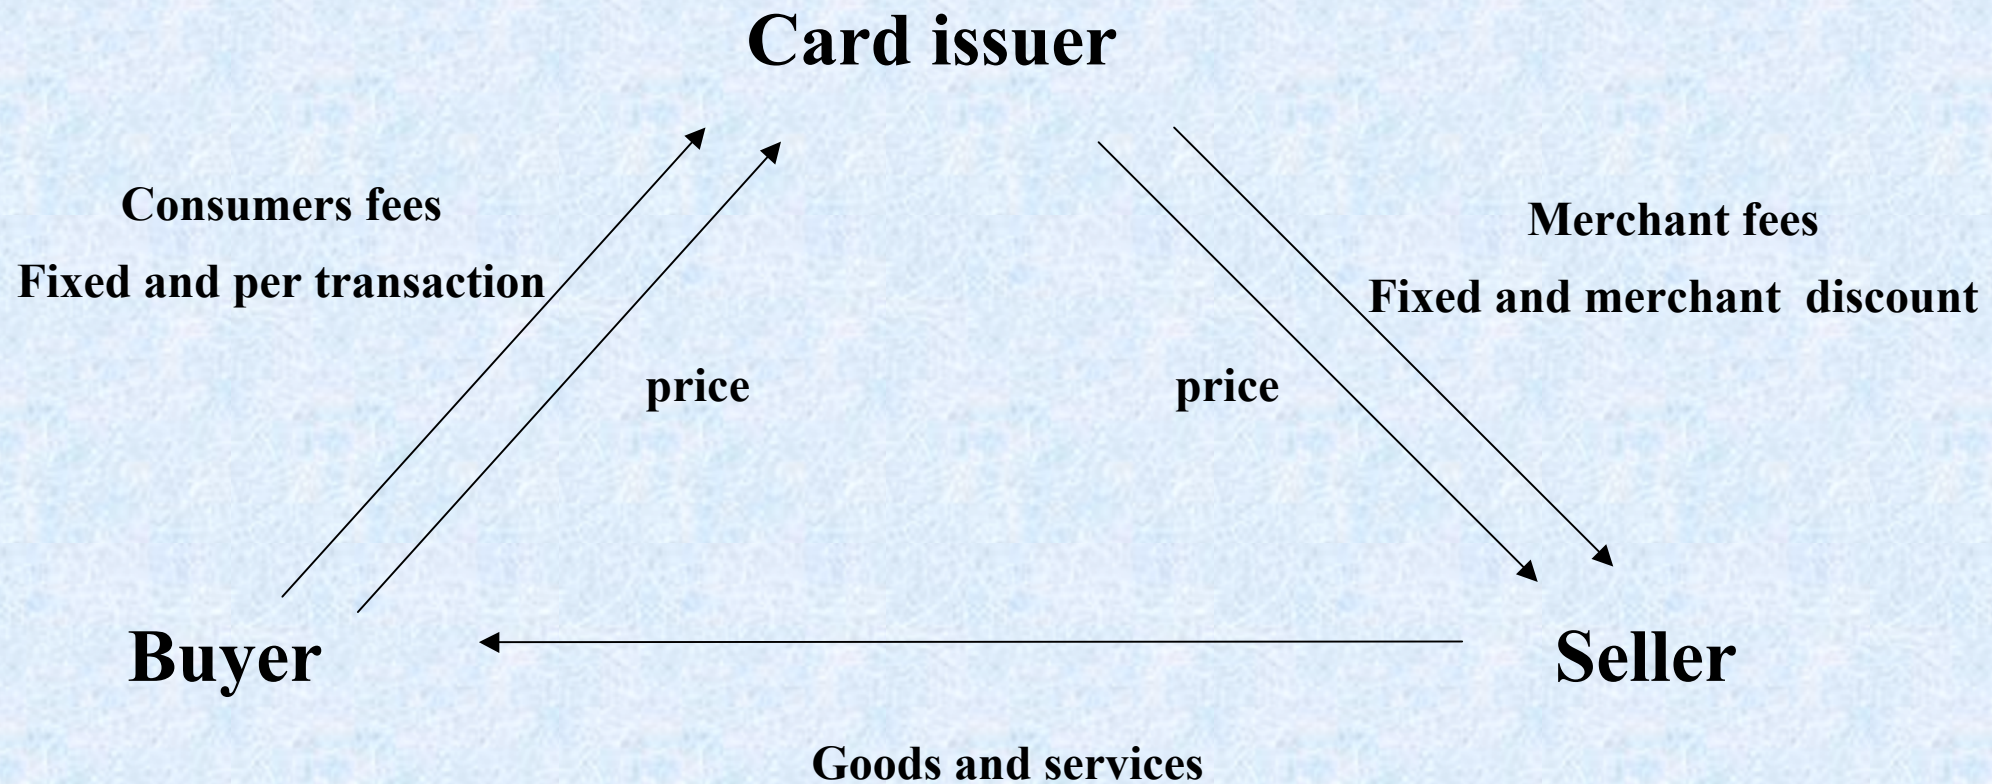 Card issuer
Consumers fees
Fixed and per transaction
Merchant fees
Fixed and merchant discount
price
price
Buyer
Seller
Goods and services